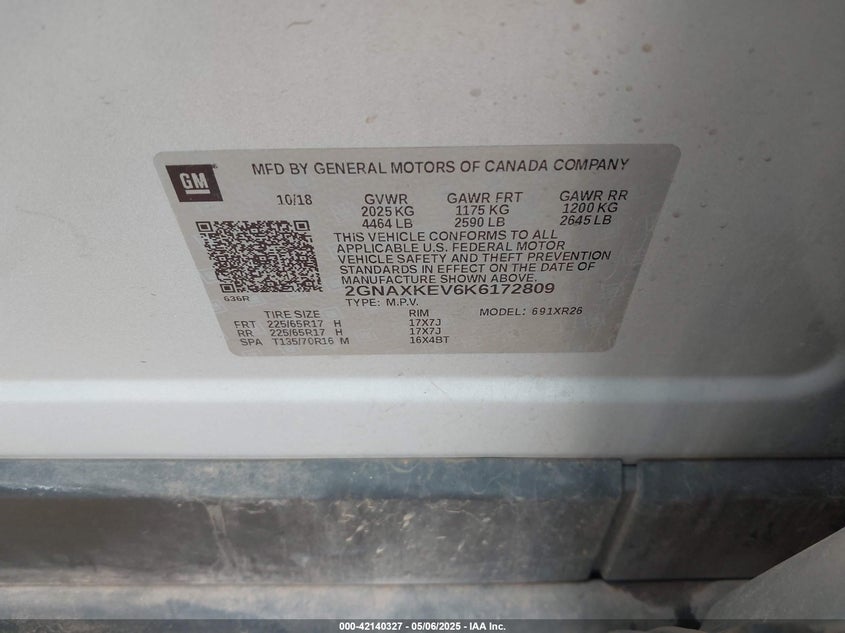 MFD BY GENERAL MOTORS OF CANADA COMPANY
GM
10/18 GVWR GAWR FRT GAWR RR
2025 KG 1175 KG 1200 KG
4464 LB 2590 LB 2645 LB
THIS VEHICLE CONFORMS TO ALL
APPLICABLE U.S. FEDERAL MOTOR
VEHICLE SAFETY AND THEFT PREVENTION
STANDARDS IN EFFECT ON THE DATE OF
MANUFACTURE SHOWN ABOVE.
2GNAXKEV6K6172809
636R
TYPE: M.P.V.
TIRE SIZE RIM MODEL: 691XR26
FRT 225/65R17 H 17X7J
RR 225/65R17 H 17X7J
SPA T135/70R16 M 16X4BT
000-42140327 - 05/06/2025 - IAA Inc.